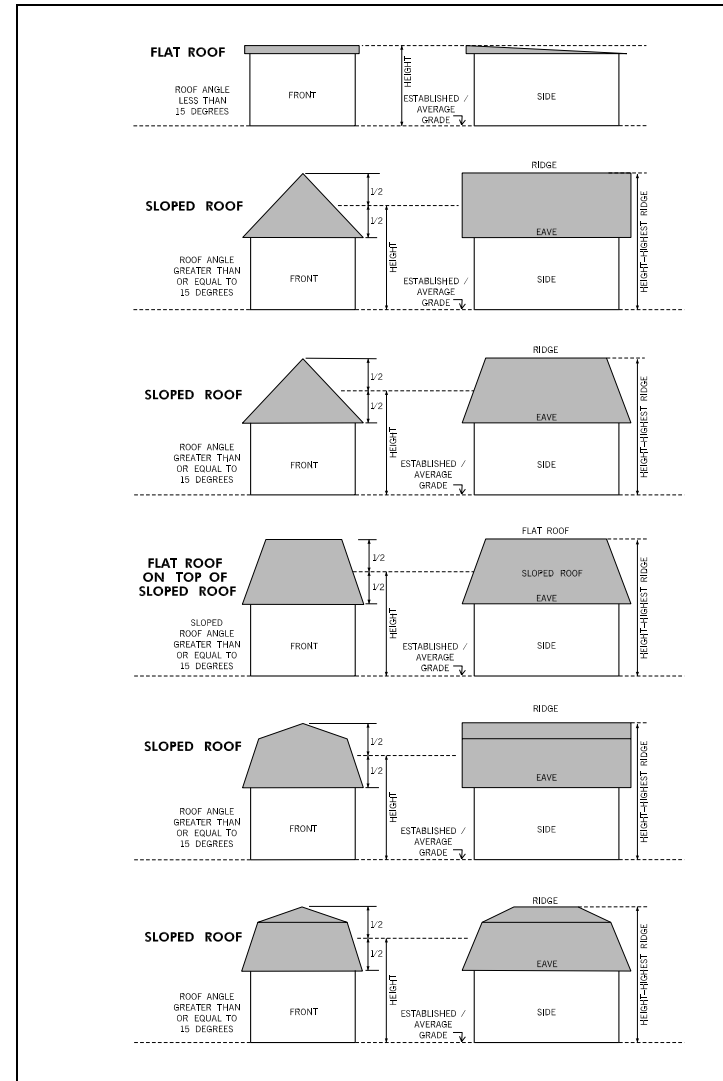 FLAT ROOF
ROOF ANGLE
LESS THAN
15 DEGREES
FRONT
HEIGHT
ESTABLISHED /
AVERAGE
GRADE
SIDE
SLOPED ROOF
ROOF ANGLE
GREATER THAN
OR EQUAL TO
15 DEGREES
FRONT
1/2
1/2
HEIGHT
ESTABLISHED /
AVERAGE
GRADE
RIDGE
EAVE
SIDE
HEIGHT-HIGHEST RIDGE
SLOPED ROOF
ROOF ANGLE
GREATER THAN
OR EQUAL TO
15 DEGREES
FRONT
1/2
1/2
HEIGHT
ESTABLISHED /
AVERAGE
GRADE
RIDGE
EAVE
SIDE
HEIGHT-HIGHEST RIDGE
FLAT ROOF
ON TOP OF
SLOPED ROOF
SLOPED
ROOF ANGLE
GREATER THAN
OR EQUAL TO
15 DEGREES
FRONT
1/2
1/2
HEIGHT
ESTABLISHED /
AVERAGE
GRADE
FLAT ROOF
SLOPED ROOF
EAVE
SIDE
HEIGHT-HIGHEST RIDGE
SLOPED ROOF
ROOF ANGLE
GREATER THAN
OR EQUAL TO
15 DEGREES
FRONT
1/2
1/2
HEIGHT
ESTABLISHED /
AVERAGE
GRADE
RIDGE
EAVE
SIDE
HEIGHT-HIGHEST RIDGE
SLOPED ROOF
ROOF ANGLE
GREATER THAN
OR EQUAL TO
15 DEGREES
FRONT
1/2
1/2
HEIGHT
ESTABLISHED /
AVERAGE
GRADE
RIDGE
EAVE
SIDE
HEIGHT-HIGHEST RIDGE